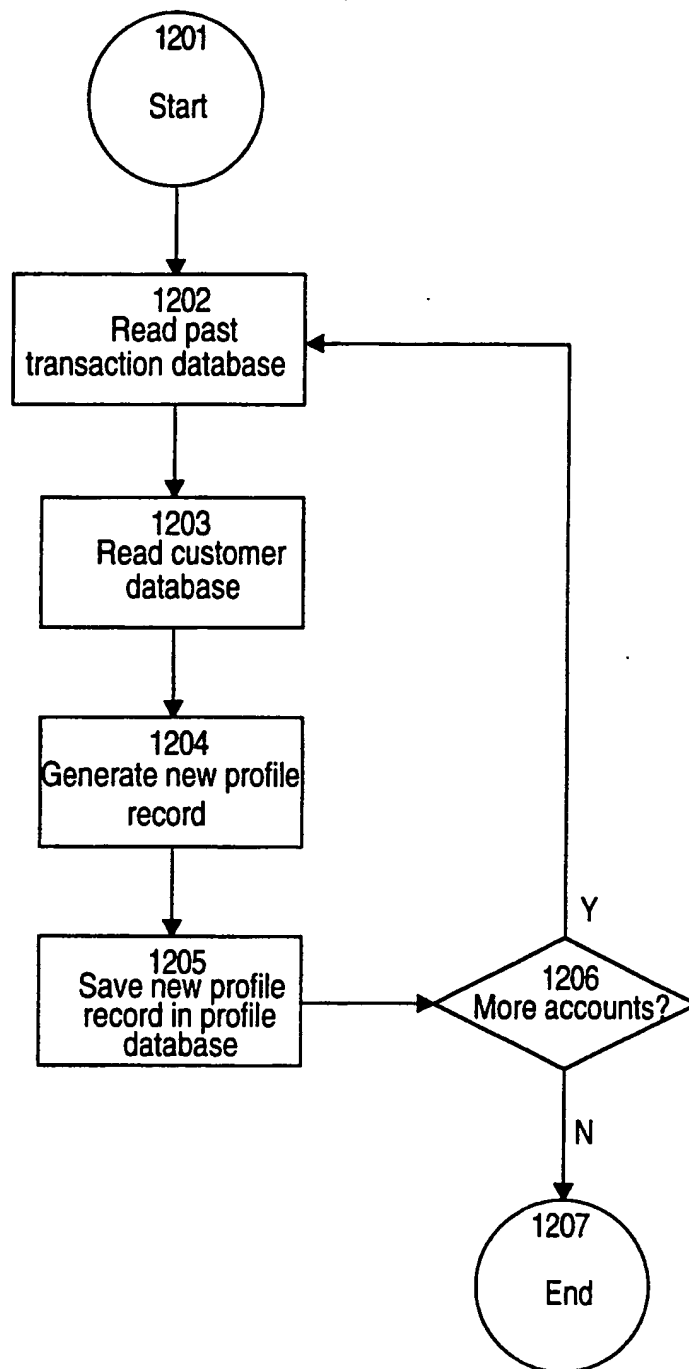 1201
Start
1202
Read past
transaction database
1203
Read customer
database
1204
Generate new profile
record
1205
Save new profile
record in profile
database
Y
1206
More accounts?
N
1207
End